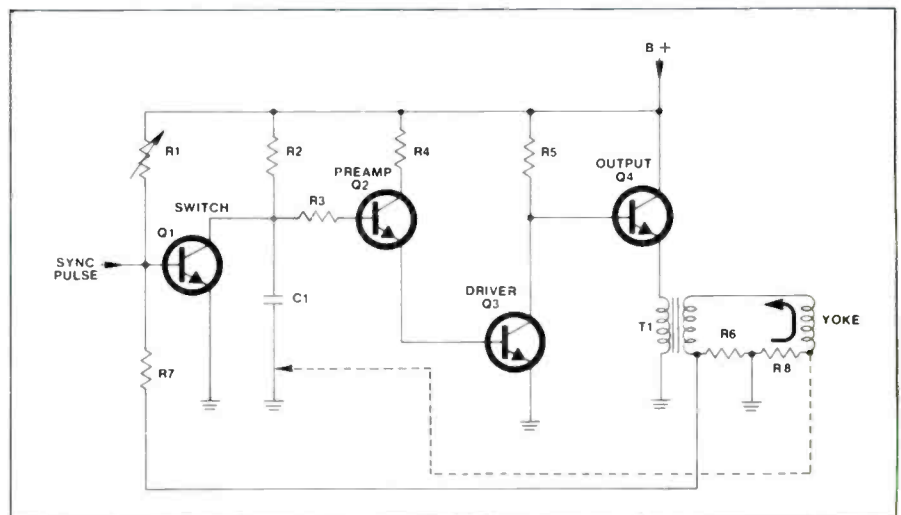 B +
R1
R2
R4
R5
OUTPUT
Q4
PREAMP
Q2
R3
SWITCH
Q1
SYNC
PULSE
C1
DRIVER
Q3
T1
R6
YOKE
R7
R8